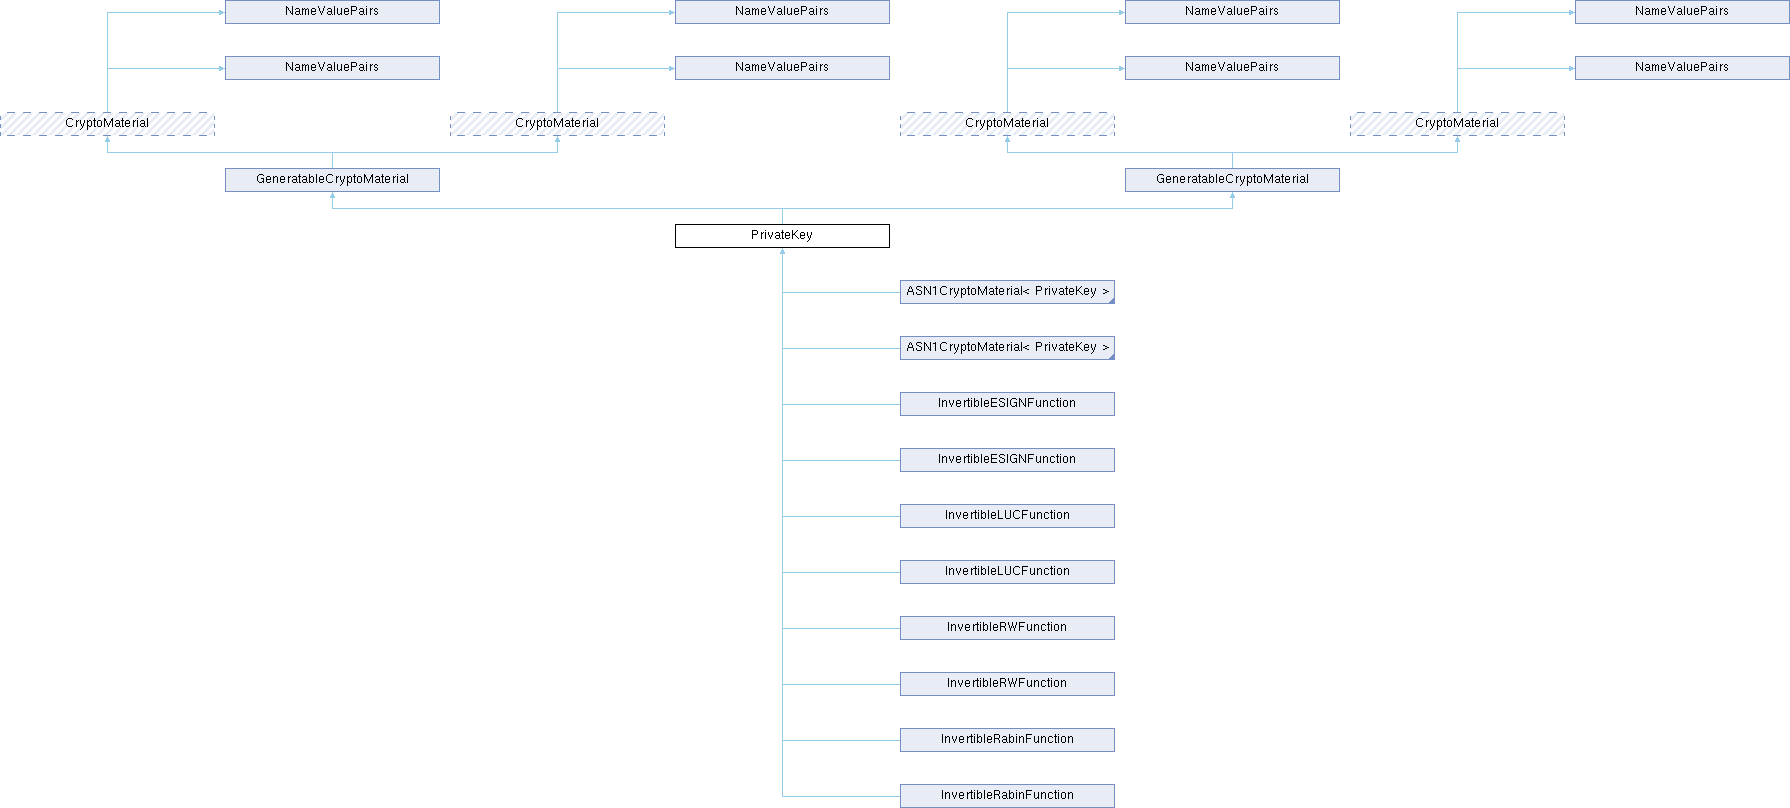 NameValuePairs
NameValuePairs
NameValuePairs
NameValuePairs
NameValuePairs
NameValuePairs
NameValuePairs
NameValuePairs
CryptoMaterial
CryptoMaterial
CryptoMaterial
CryptoMaterial
GeneratableCryptoMaterial
GeneratableCryptoMaterial
PrivateKey
ASN1CryptoMaterial< PrivateKey >
ASN1CryptoMaterial< PrivateKey >
InvertibleESIGNFunction
InvertibleESIGNFunction
InvertibleLUCFunction
InvertibleLUCFunction
InvertibleRWFunction
InvertibleRWFunction
InvertibleRabinFunction
InvertibleRabinFunction